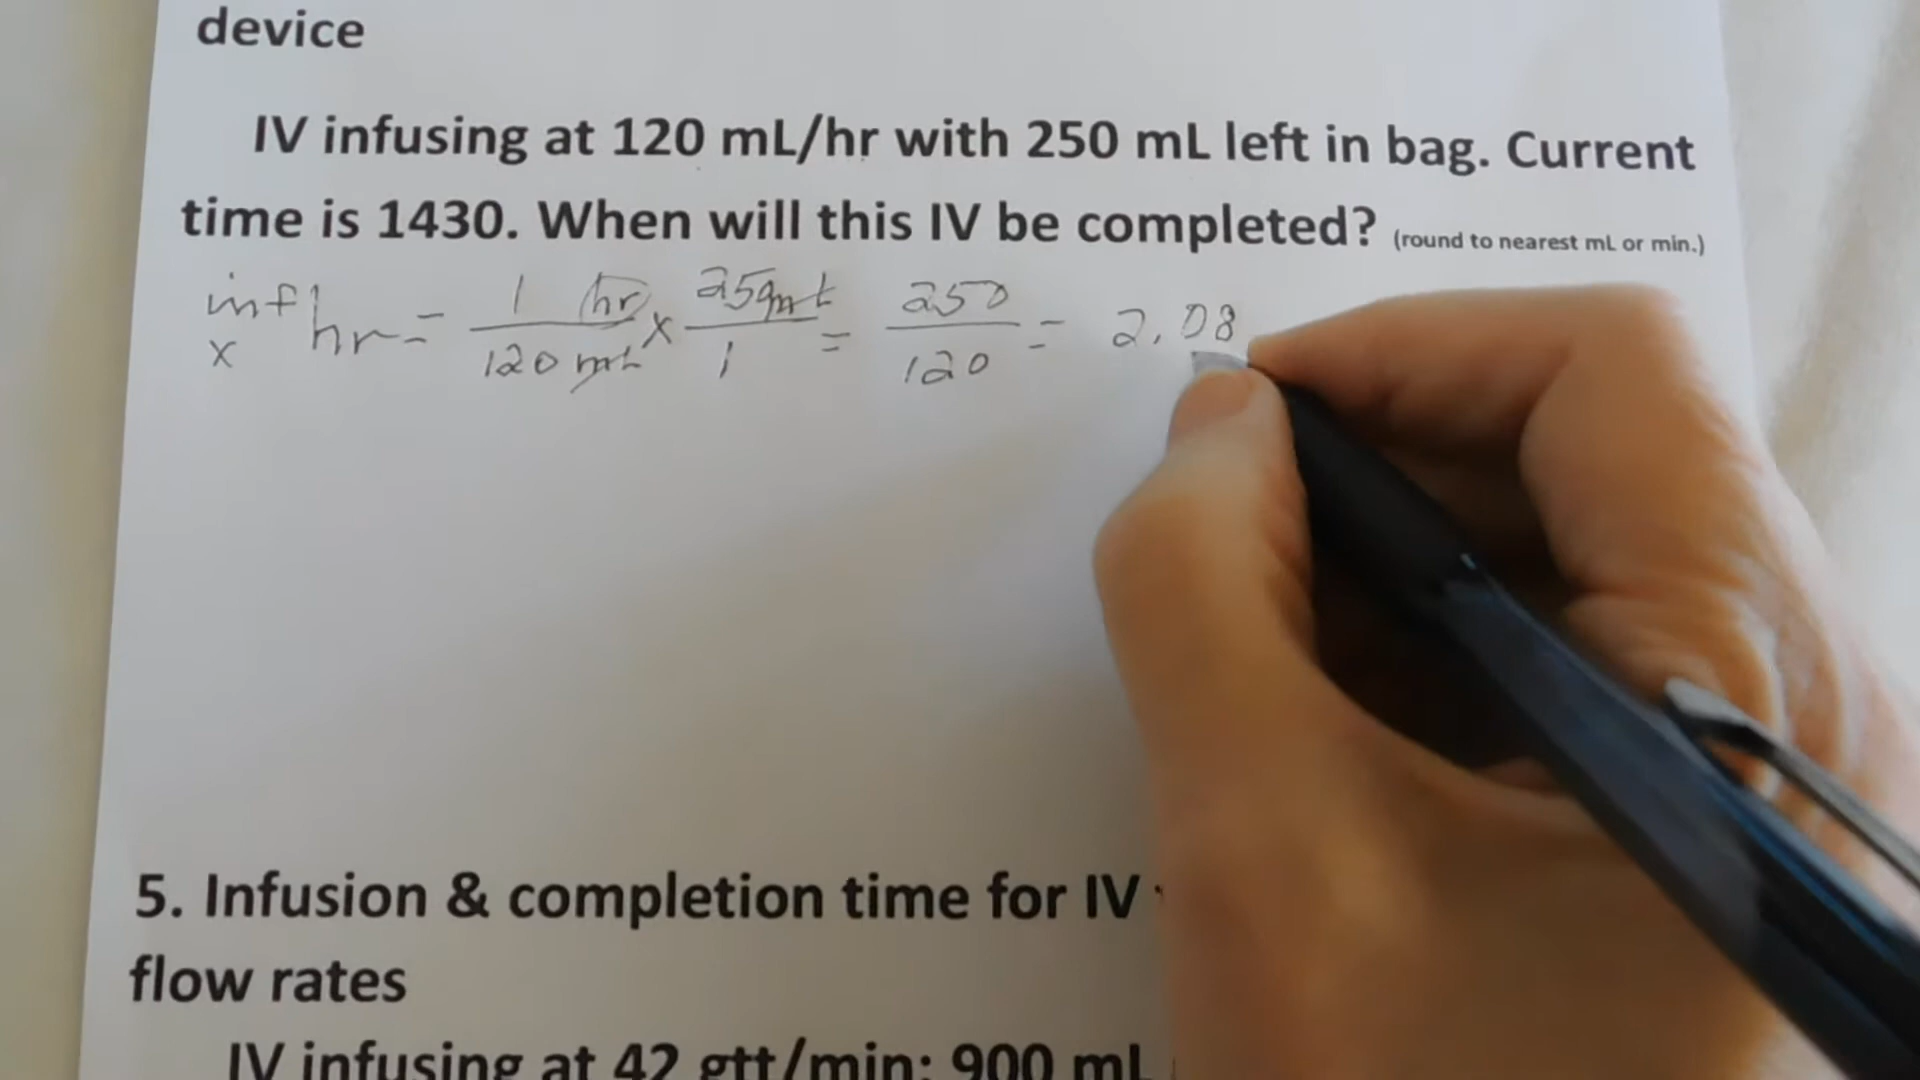 device
IV infusing at 120 mL/hr with 250 mL left in bag. Current
time is 1430. When will this IV be completed? (round to nearest mL or min.)
inf hr = 1 hr x 250 mL = 250 = 2.08
x 120 mL 1 120
5. Infusion & completion time for IV
flow rates
IV infusing at 42 gtt/min: 900 mL